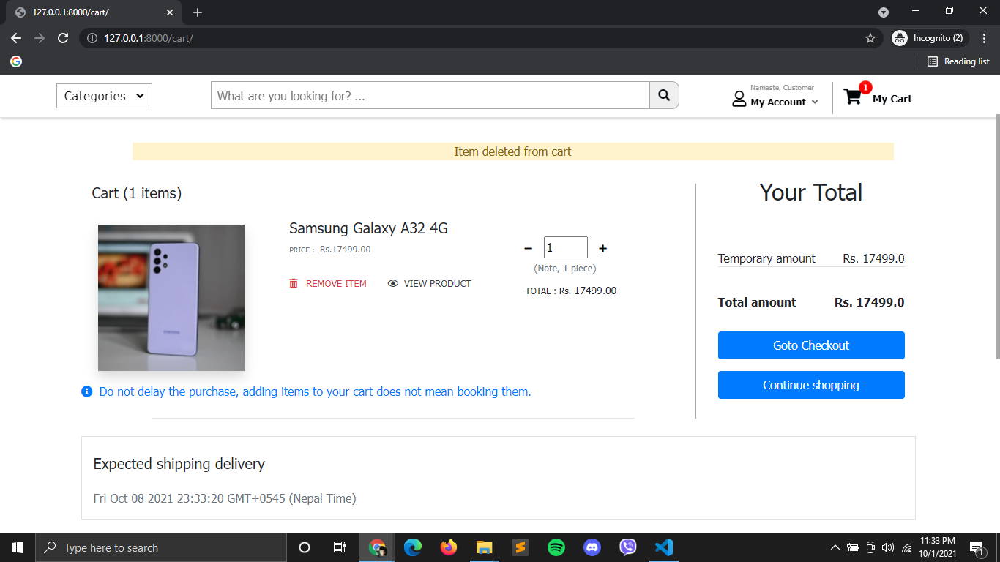 127.0.0.1:8000/cart/
127.0.0.1:8000/cart/
Incognito (2)
Reading list
Categories
What are you looking for? ...
Namaste, Customer
My Account
1
My Cart
Item deleted from cart
Cart (1 items)
Your Total
Samsung Galaxy A32 4G
PRICE : Rs.17499.00
1
(Note, 1 piece)
REMOVE ITEM
VIEW PRODUCT
TOTAL : Rs. 17499.00
SAMSUNG
Temporary amount Rs. 17499.0
Total amount Rs. 17499.0
Goto Checkout
Continue shopping
Do not delay the purchase, adding items to your cart does not mean booking them.
Expected shipping delivery
Fri Oct 08 2021 23:33:20 GMT+0545 (Nepal Time)
Type here to search
11:33 PM
10/1/2021
1